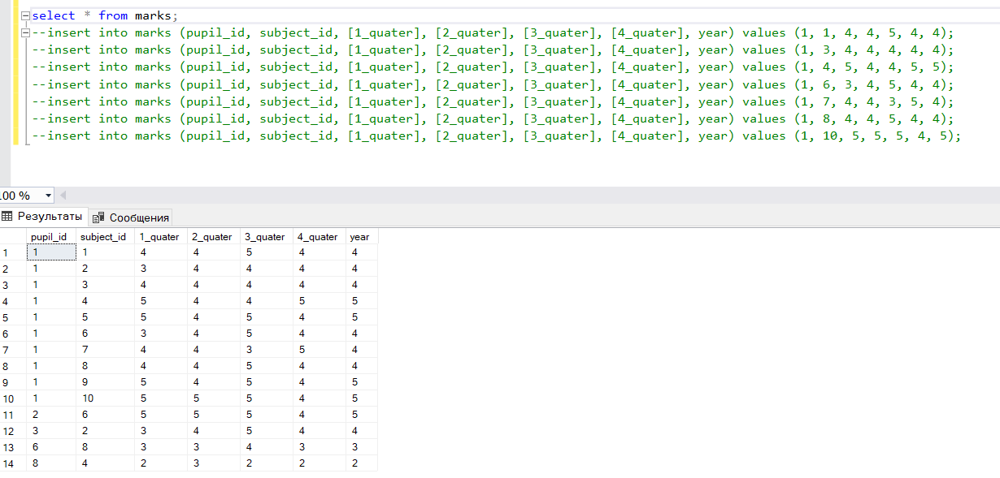 select * from marks;
--insert into marks (pupil_id, subject_id, [1_quater], [2_quater], [3_quater], [4_quater], year) values (1, 1, 4, 4, 5, 4, 4);
--insert into marks (pupil_id, subject_id, [1_quater], [2_quater], [3_quater], [4_quater], year) values (1, 3, 4, 4, 4, 4, 4);
--insert into marks (pupil_id, subject_id, [1_quater], [2_quater], [3_quater], [4_quater], year) values (1, 4, 5, 4, 4, 5, 5);
--insert into marks (pupil_id, subject_id, [1_quater], [2_quater], [3_quater], [4_quater], year) values (1, 6, 3, 4, 5, 4, 4);
--insert into marks (pupil_id, subject_id, [1_quater], [2_quater], [3_quater], [4_quater], year) values (1, 7, 4, 4, 3, 5, 4);
--insert into marks (pupil_id, subject_id, [1_quater], [2_quater], [3_quater], [4_quater], year) values (1, 8, 4, 4, 5, 4, 4);
--insert into marks (pupil_id, subject_id, [1_quater], [2_quater], [3_quater], [4_quater], year) values (1, 10, 5, 5, 5, 4, 5);
.00 %
Результаты Сообщения
pupil_id subject_id 1_quater 2_quater 3_quater 4_quater year
1 1 1 4 4 5 4 4
2 1 2 3 4 4 4 4
3 1 3 4 4 4 4 4
4 1 4 5 4 4 5 5
5 1 5 5 4 5 4 5
6 1 6 3 4 5 4 4
7 1 7 4 4 3 5 4
8 1 8 4 4 5 4 4
9 1 9 5 4 5 4 5
10 1 10 5 5 5 4 5
11 2 6 5 5 5 4 5
12 3 2 3 4 5 4 4
13 6 8 3 3 4 3 3
14 8 4 2 3 2 2 2